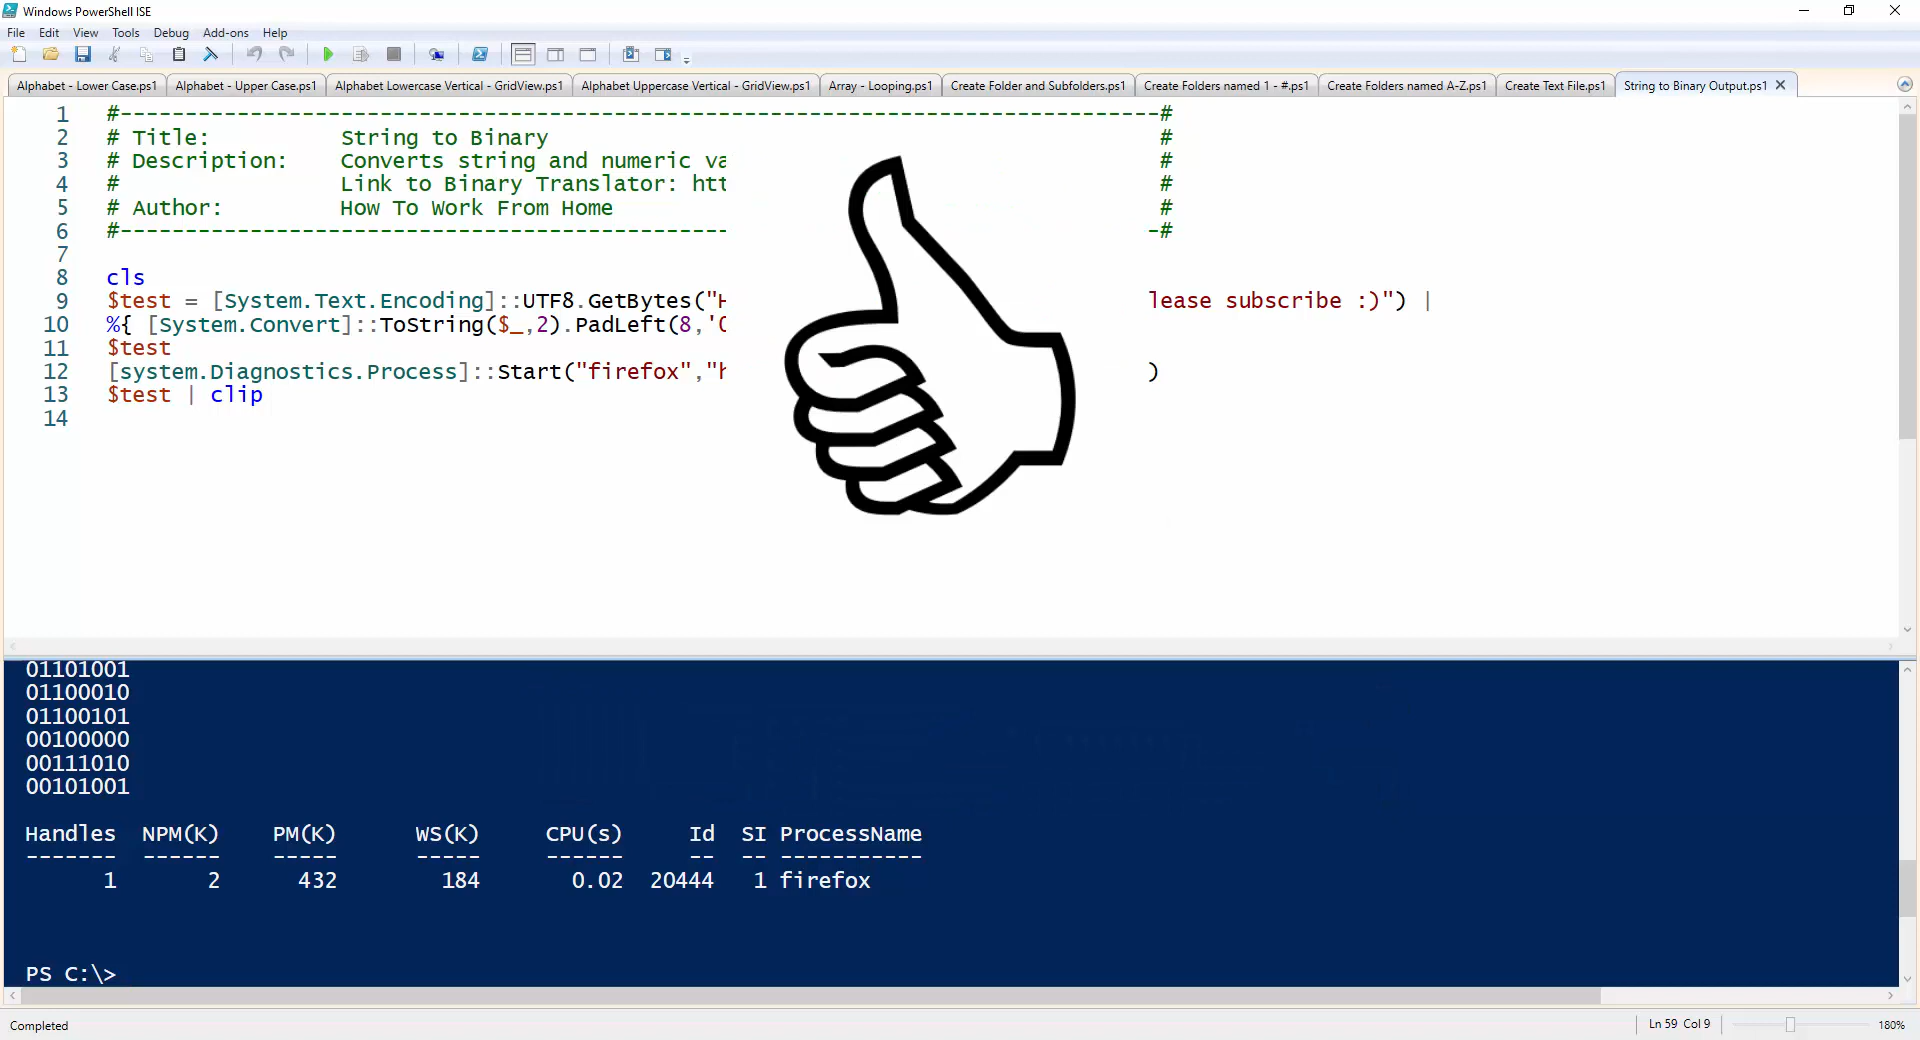 Windows PowerShell ISE
File Edit View Tools Debug Add-ons Help
Alphabet - Lower Case.ps1 Alphabet - Upper Case.ps1 Alphabet Lowercase Vertical - GridView.ps1 Alphabet Uppercase Vertical - GridView.ps1 Array - Looping.ps1 Create Folder and Subfolders.ps1 Create Folders named 1 - #.ps1 Create Folders named A-Z.ps1 Create Text File.ps1 String to Binary Output.ps1
1 #--------------------------------------------------------------------------------#
2 # Title: String to Binary #
3 # Description: Converts string and numeric va #
4 # Link to Binary Translator: htt #
5 # Author: How To Work From Home #
6 #----------------------------------------------- -#
7
8 cls
9 $test = [System.Text.Encoding]::UTF8.GetBytes("H lease subscribe :)") |
10 %{ [System.Convert]::ToString($_,2).PadLeft(8,'0
11 $test
12 [system.Diagnostics.Process]::Start("firefox","h )
13 $test | clip
14
01101001
01100010
01100101
00100000
00111010
00101001
Handles NPM(K) PM(K) WS(K) CPU(s) Id SI ProcessName
------- ------ ----- ----- ------ -- -- -----------
1 2 432 184 0.02 20444 1 firefox
PS C:\>
Completed Ln 59 Col 9 180%